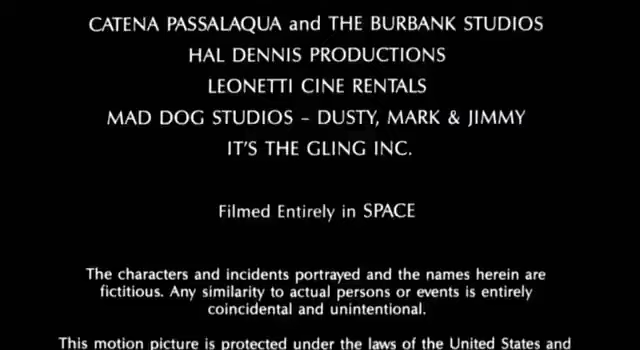 CATENA PASSALAQUA and THE BURBANK STUDIOS
HAL DENNIS PRODUCTIONS
LEONETTI CINE RENTALS
MAD DOG STUDIOS – DUSTY, MARK & JIMMY
IT'S THE GLING INC.
Filmed Entirely in SPACE
The characters and incidents portrayed and the names herein are
fictitious. Any similarity to actual persons or events is entirely
coincidental and unintentional.
This motion picture is protected under the laws of the United States and